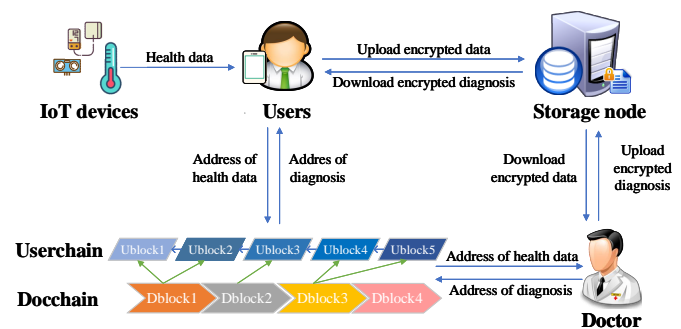 Health data
Upload encrypted data
Download encrypted diagnosis
IoT devices
Users
Storage node
Address of
health data
Addres of
diagnosis
Download
encrypted data
Upload
encrypted
diagnosis
Userchain
Ublock1
Ublock2
Ublock3
Ublock4
Ublock5
Address of health data
Docchain
Dblock1
Dblock2
Dblock3
Dblock4
Address of diagnosis
Doctor